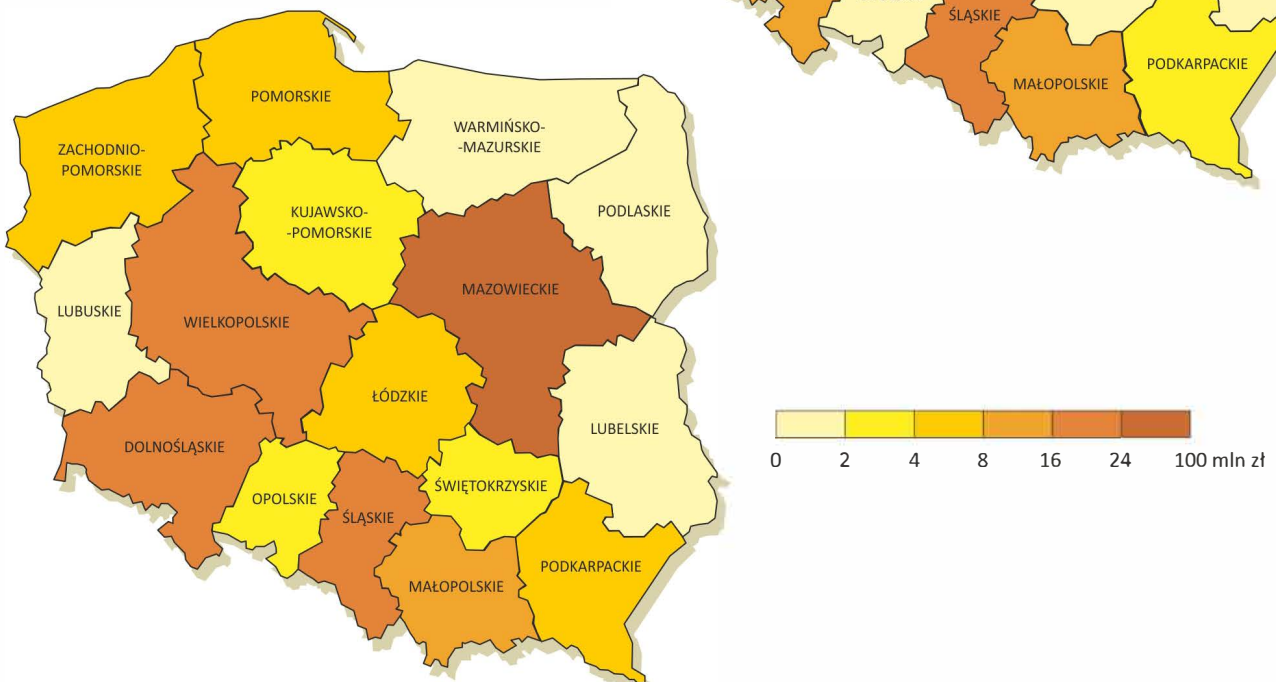 ŚLĄSKIE
PODKARPACKIE
MAŁOPOLSKIE
POMORSKIE
WARMIŃSKO-
-MAZURSKIE
ZACHODNIO-
POMORSKIE
KUJAWSKO-
-POMORSKIE
PODLASKIE
MAZOWIECKIE
LUBUSKIE
WIELKOPOLSKIE
ŁÓDZKIE
LUBELSKIE
DOLNOŚLĄSKIE
OPOLSKIE
ŚWIĘTOKRZYSKIE
ŚLĄSKIE
PODKARPACKIE
MAŁOPOLSKIE
0 2 4 8 16 24 100 mln zł